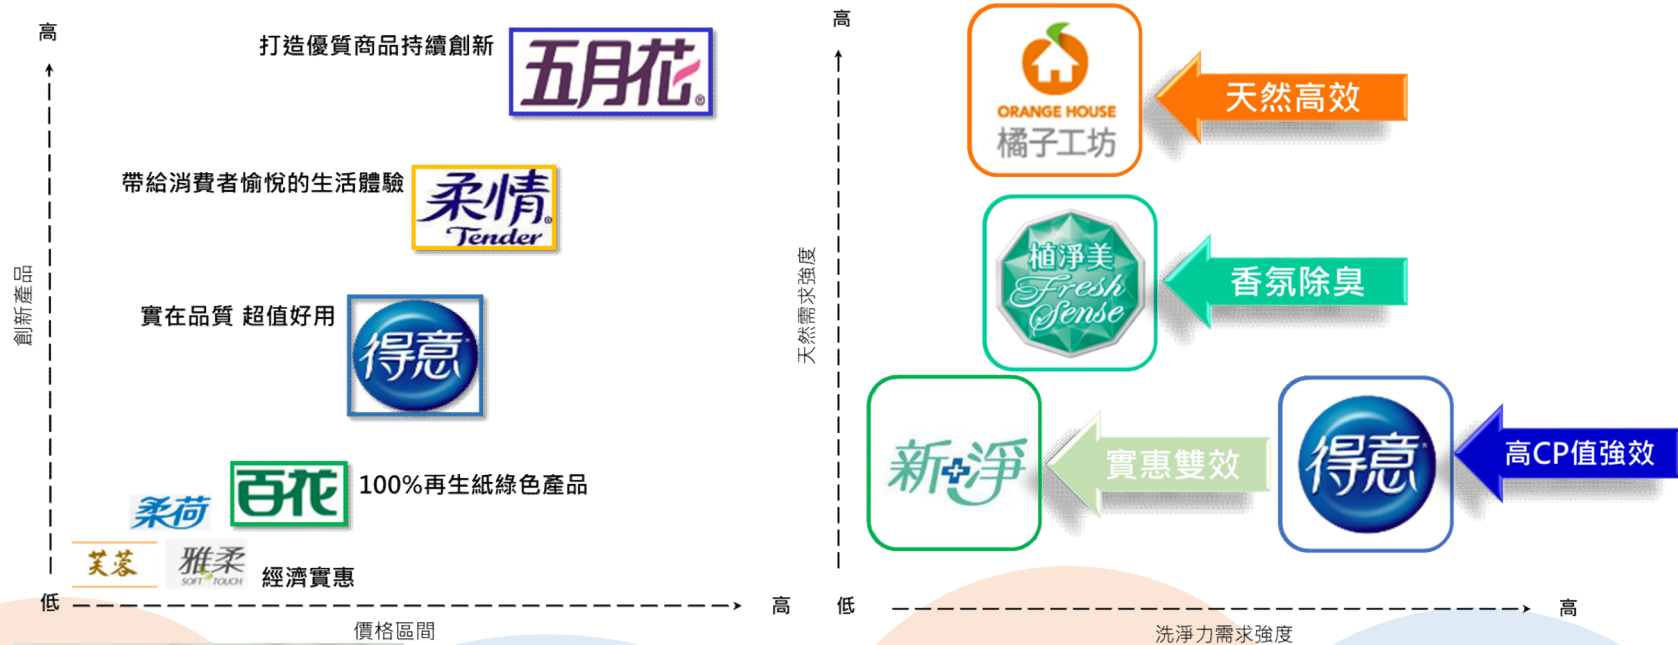 高
打造優質商品持續創新
五月花®
帶給消費者愉悅的生活體驗
柔情®
Tender
創新產品
實在品質 超值好用
得意
百花
100%再生紙綠色產品
柔荷
芙蓉
雅柔
SOFT TOUCH
經濟實惠
低
高
價格區間
高
ORANGE HOUSE
橘子工坊
天然高效
天然需求強度
植淨美
Fresh
Sense
香氛除臭
新淨
實惠雙效
得意
高CP值強效
低
高
洗淨力需求強度